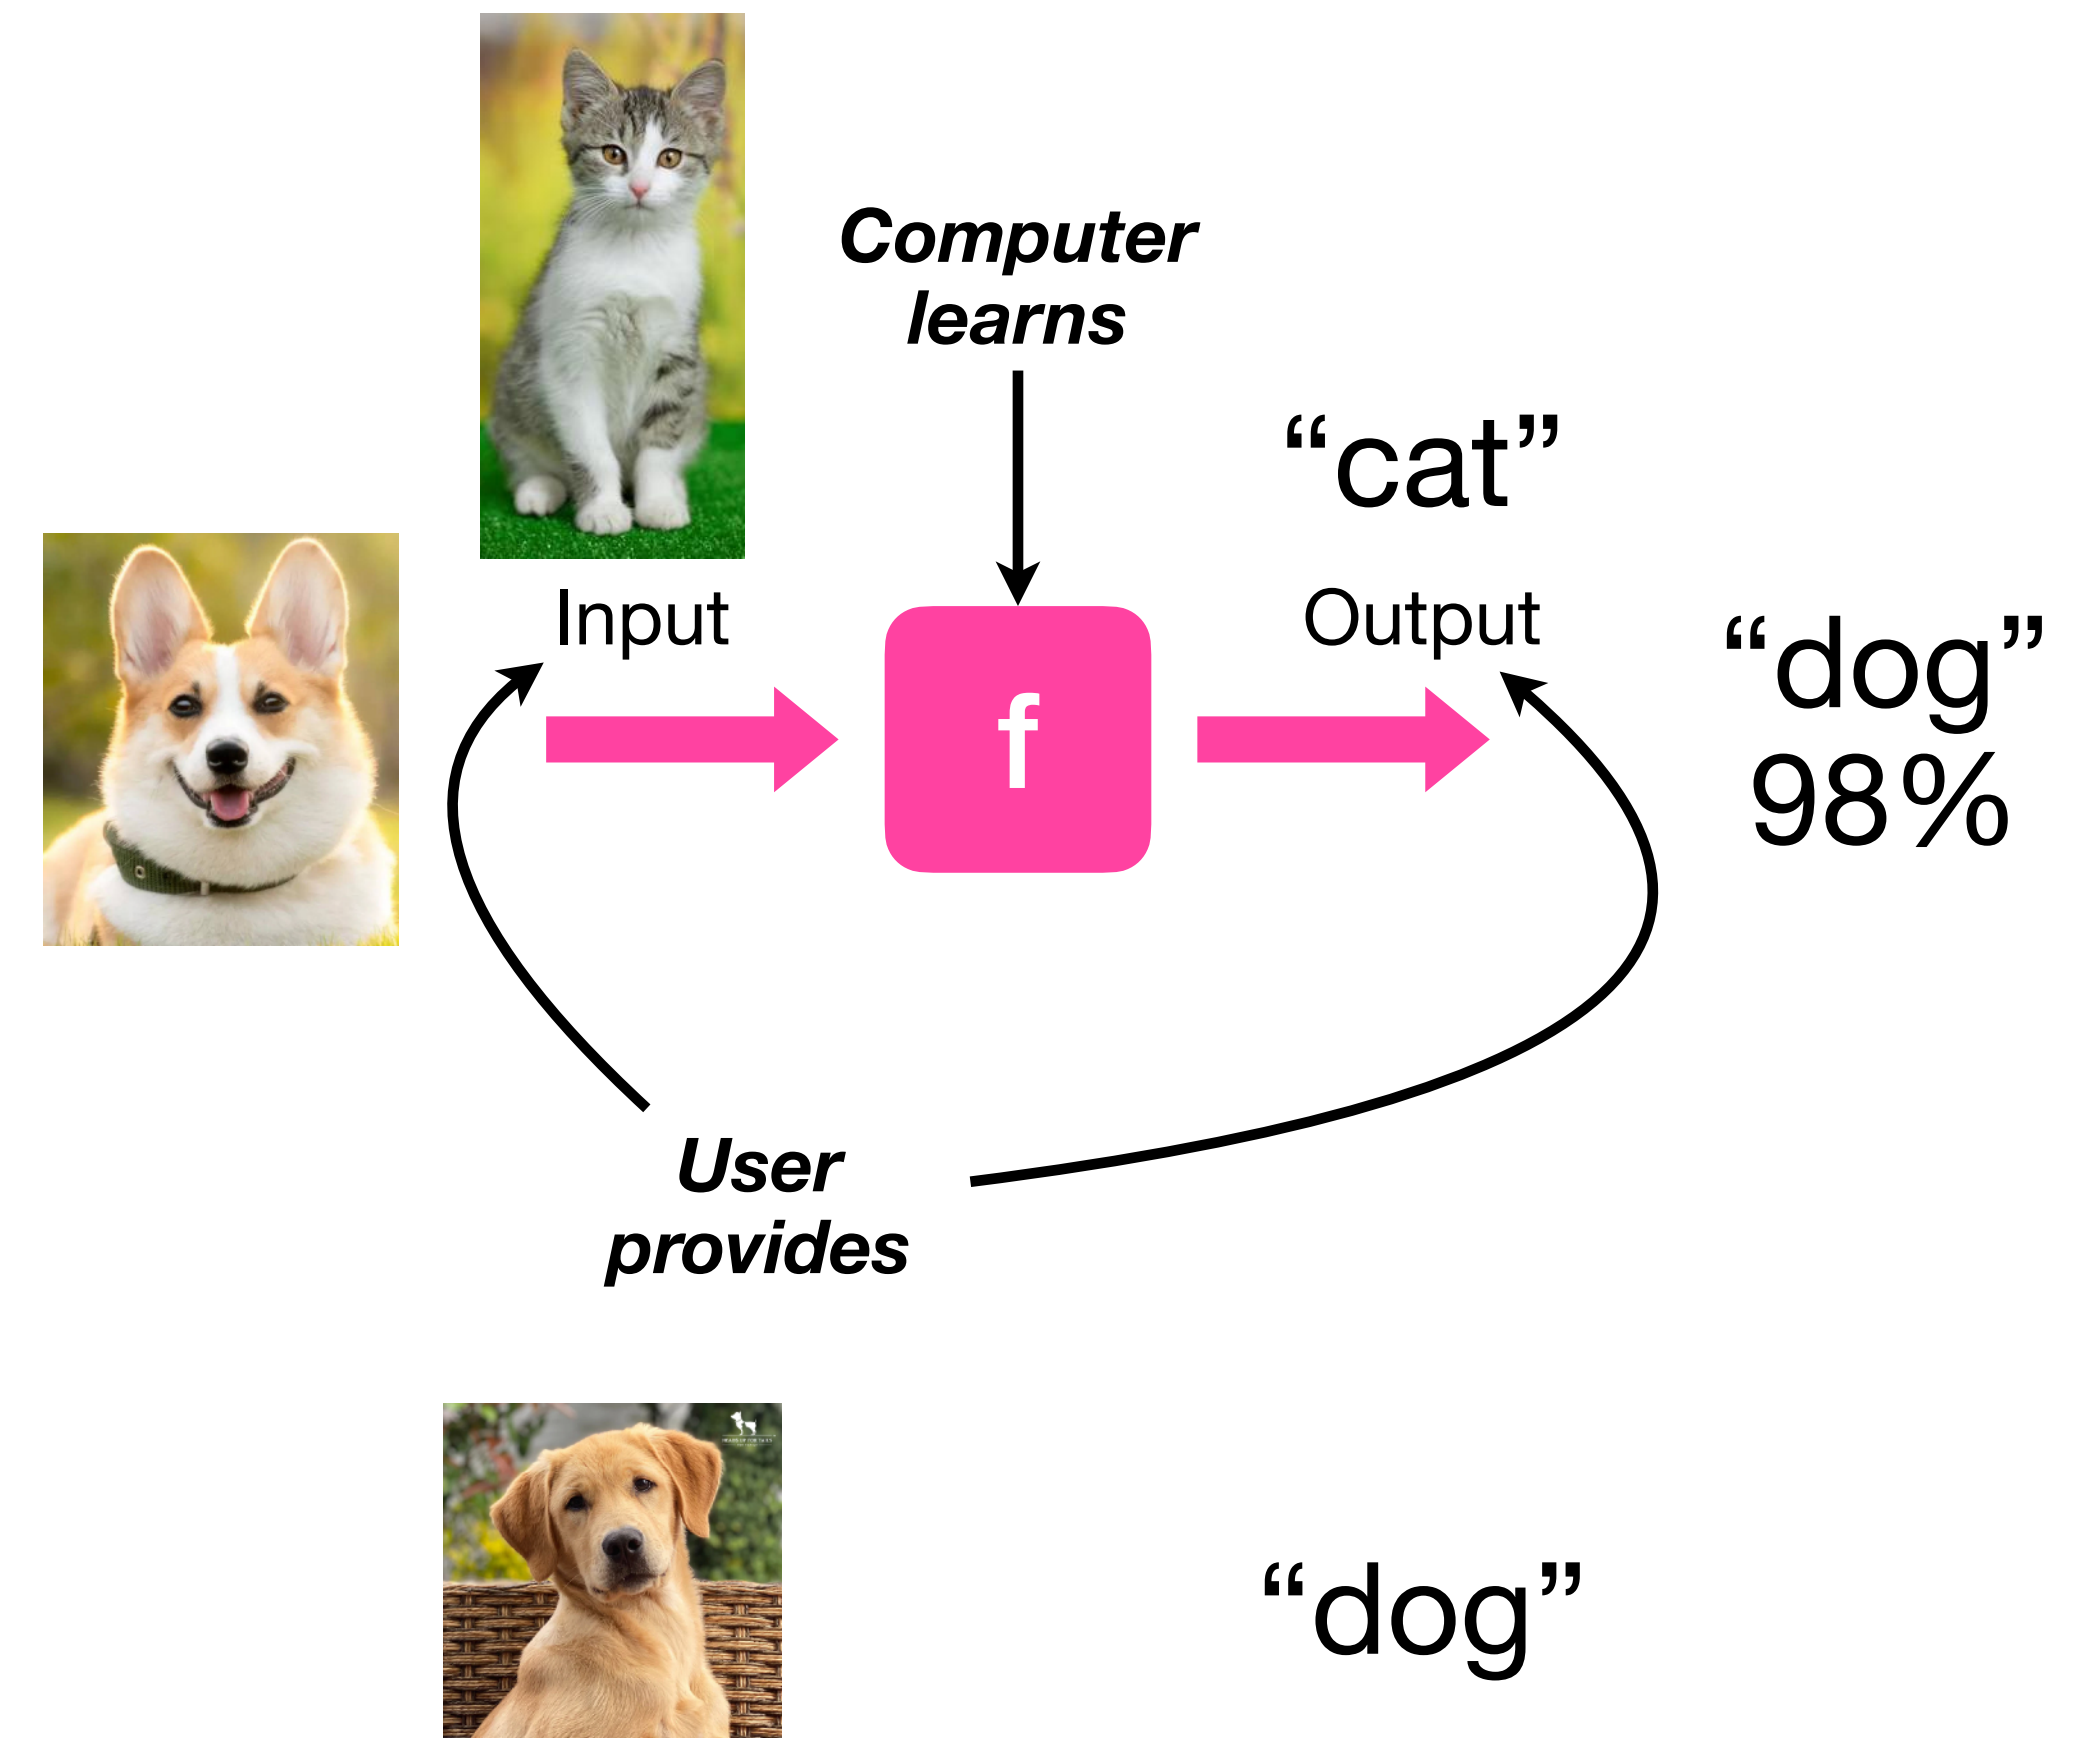 Computer
learns
“cat”
Input
Output
f
“dog”
98%
User
provides
“dog”